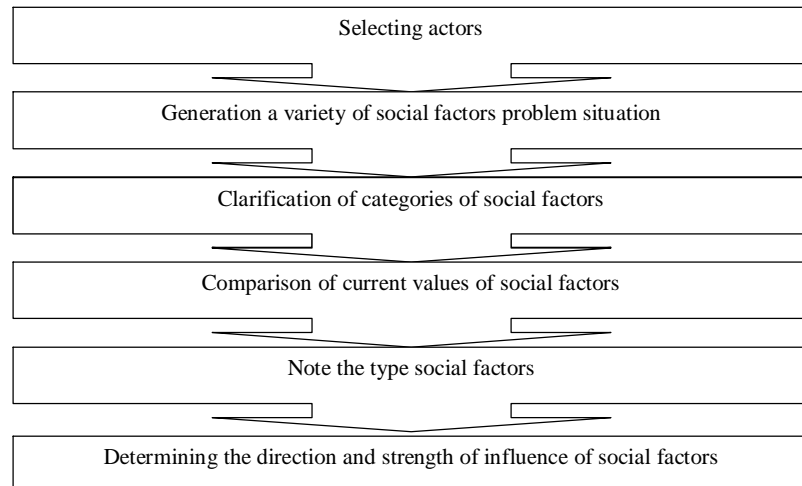 Selecting actors
Generation a variety of social factors problem situation
Clarification of categories of social factors
Comparison of current values of social factors
Note the type social factors
Determining the direction and strength of influence of social factors